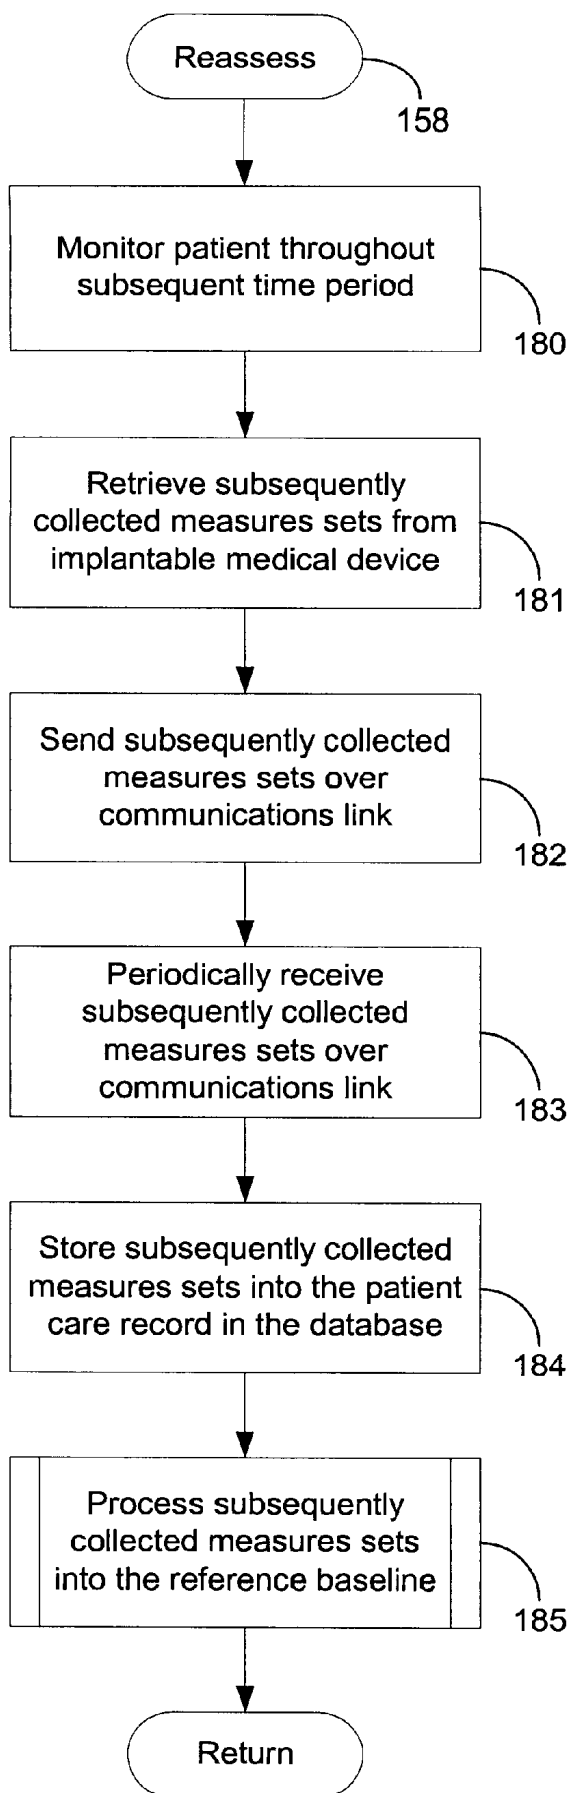 Reassess
158
Monitor patient throughout
subsequent time period
180
Retrieve subsequently
collected measures sets from
implantable medical device
181
Send subsequently collected
measures sets over
communications link
182
Periodically receive
subsequently collected
measures sets over
communications link
183
Store subsequently collected
measures sets into the patient
care record in the database
184
Process subsequently
collected measures sets
into the reference baseline
185
Return